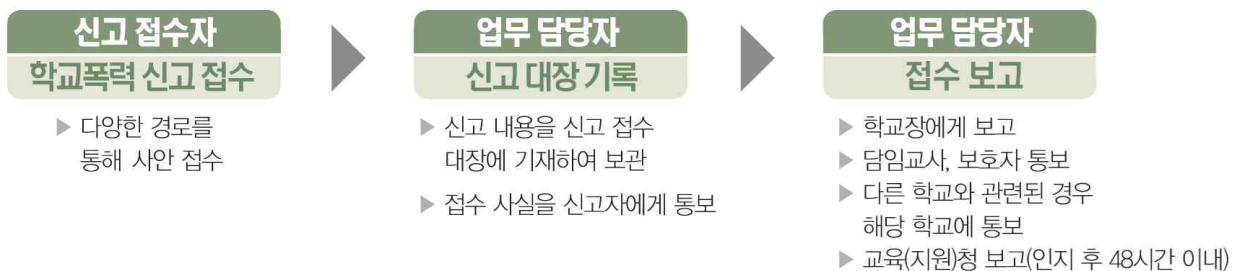 신고 접수자
학교폭력 신고 접수
▶ 다양한 경로를
통해 사안 접수
업무 담당자
신고 대장 기록
▶ 신고 내용을 신고 접수
대장에 기재하여 보관
▶ 접수 사실을 신고자에게 통보
업무 담당자
접수 보고
▶ 학교장에게 보고
▶ 담임교사, 보호자 통보
▶ 다른 학교와 관련된 경우
해당 학교에 통보
▶ 교육(지원)청 보고(인지 후 48시간 이내)